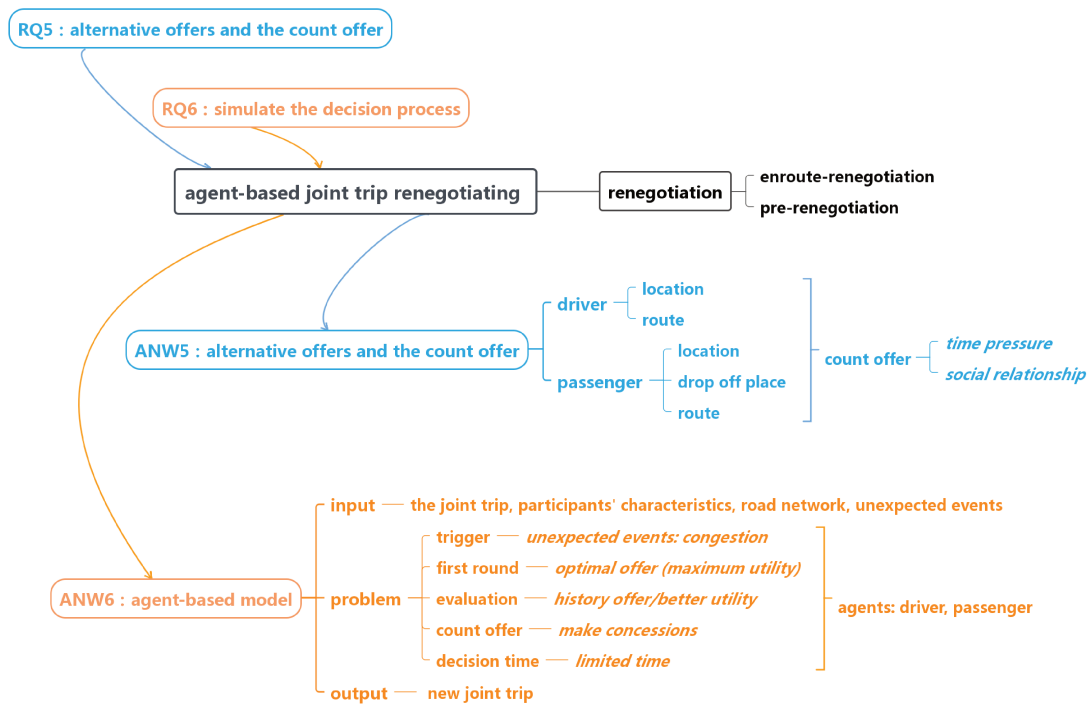 RQ5 : alternative offers and the count offer
RQ6 : simulate the decision process
agent-based joint trip renegotiating
renegotiation
enroute-renegotiation
pre-renegotiation
ANW5 : alternative offers and the count offer
driver
location
route
passenger
location
drop off place
route
count offer
time pressure
social relationship
ANW6 : agent-based model
input
the joint trip, participants' characteristics, road network, unexpected events
problem
trigger
unexpected events: congestion
first round
optimal offer (maximum utility)
evaluation
history offer/better utility
count offer
make concessions
decision time
limited time
agents: driver, passenger
output
new joint trip